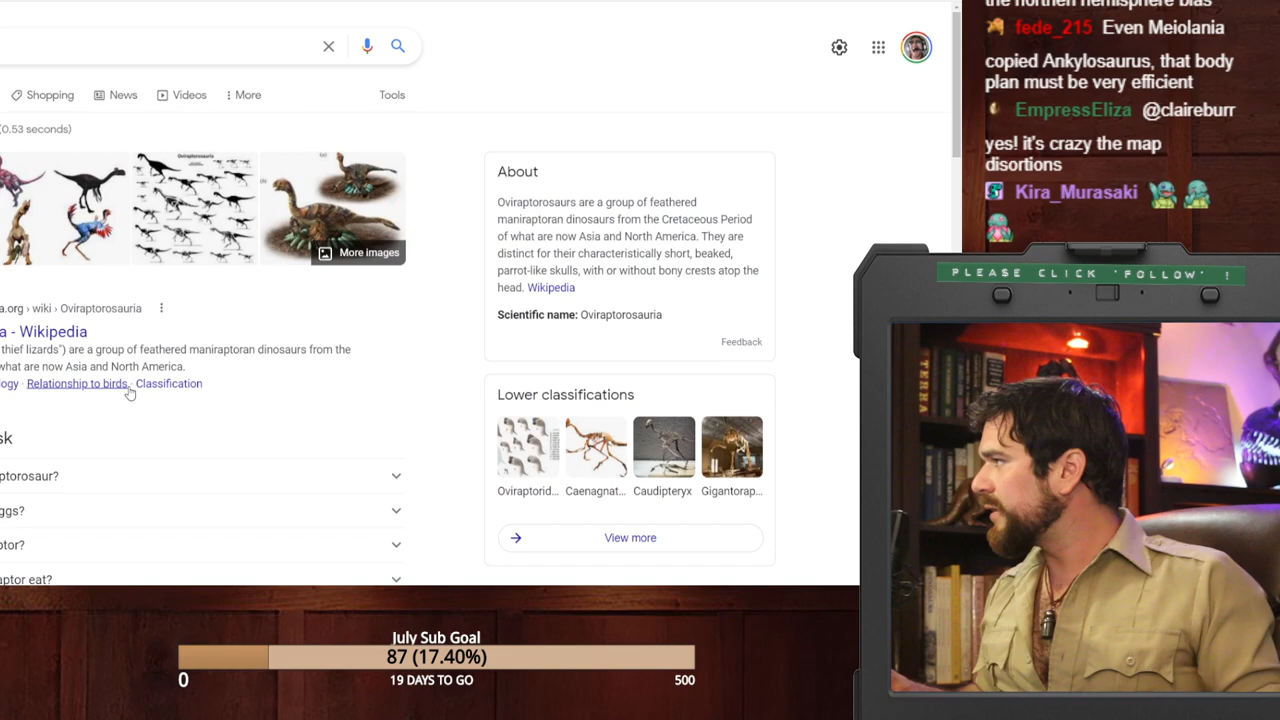 Shopping
News
Videos
More
Tools
(0.53 seconds)
Oviraptorosauria
More images
About
Oviraptorosaurs are a group of feathered
maniraptoran dinosaurs from the Cretaceous Period
of what are now Asia and North America. They are
distinct for their characteristically short, beaked,
parrot-like skulls, with or without bony crests atop the
head. Wikipedia
Scientific name: Oviraptorosauria
Feedback
a.org › wiki › Oviraptorosauria
a - Wikipedia
thief lizards") are a group of feathered maniraptoran dinosaurs from the
what are now Asia and North America.
ogy · Relationship to birds · Classification
sk
ptorosaur?
ggs?
ptor?
aptor eat?
Lower classifications
Oviraptorid...
Caenagnat...
Caudipteryx
Gigantorap...
View more
the northen hemisphere bias
fede_215 Even Meiolania
copied Ankylosaurus, that body
plan must be very efficient
EmpressEliza @claireburr
yes! it's crazy the map
disortions
Kira_Murasaki
PLEASE CLICK 'FOLLOW' !
July Sub Goal
87 (17.40%)
0
19 DAYS TO GO
500